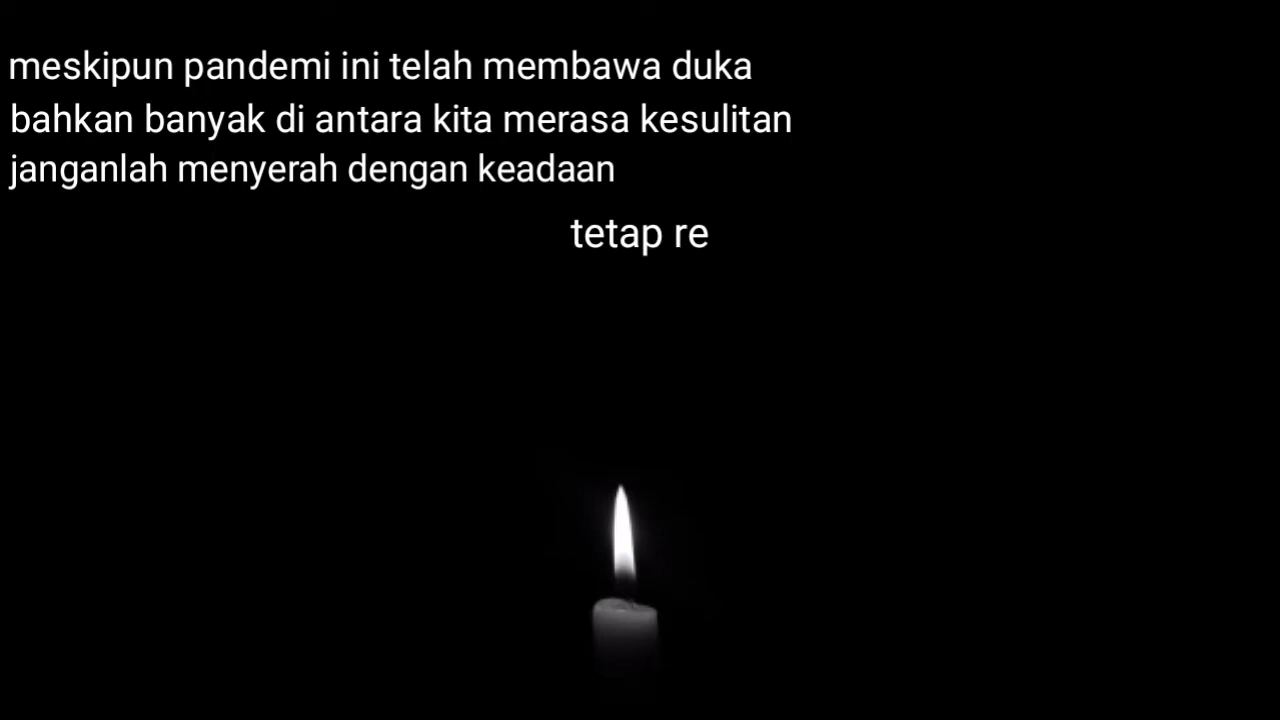 meskipun pandemi ini telah membawa duka
bahkan banyak di antara kita merasa kesulitan
janganlah menyerah dengan keadaan
tetap re